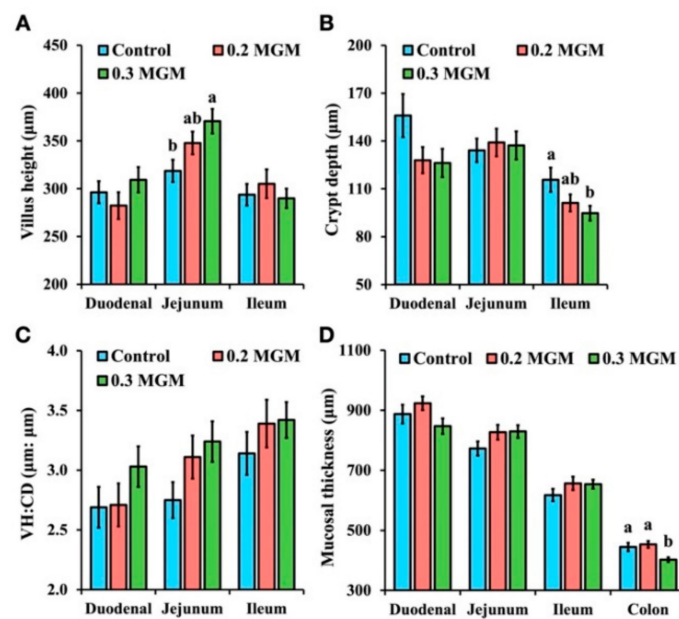 A
Control
0.2 MGM
0.3 MGM
Villus height (µm)
450
400
350
300
250
200
b
ab
a
Duodenal
Jejunum
Ileum
B
Control
0.2 MGM
0.3 MGM
Crypt depth (µm)
200
170
140
110
80
50
a
ab
b
Duodenal
Jejunum
Ileum
C
Control
0.2 MGM
0.3 MGM
VH:CD (µm: µm)
4.0
3.5
3.0
2.5
2.0
Duodenal
Jejunum
Ileum
D
Control
0.2 MGM
0.3 MGM
Mucosal thickness (µm)
1100
900
700
500
300
a
a
b
Duodenal
Jejunum
Ileum
Colon